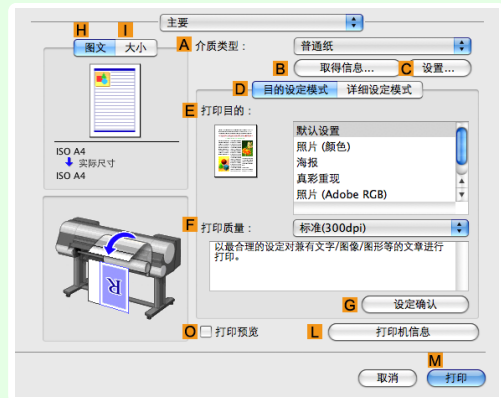 主要
H I
图文 大小
A 介质类型： 普通纸
B 取得信息... C 设置...
D 目的设定模式 详细设定模式
E 打印目的：
默认设置
照片 (颜色)
海报
真彩重现
照片 (Adobe RGB)
ISO A4
实际尺寸
ISO A4
F 打印质量： 标准(300dpi)
以最合理的设定对兼有文字/图像/图形等的文章进行
打印。
R
G 设定确认
O 打印预览 L 打印机信息
M
取消 打印